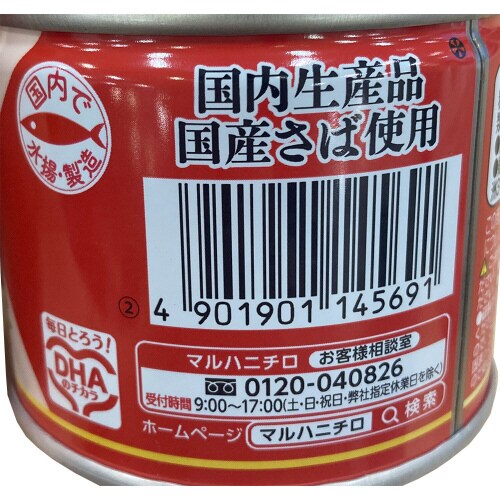 国内で
水揚・製造
国内生産品
国産さば使用
② 4 901901 145691
毎日とろう!
DHA
のチカラ
マルハニチロ お客様相談室
0120-040826
受付時間 9:00~17:00(土・日・祝日・弊社指定休業日を除く)
ホームページ マルハニチロ 検索